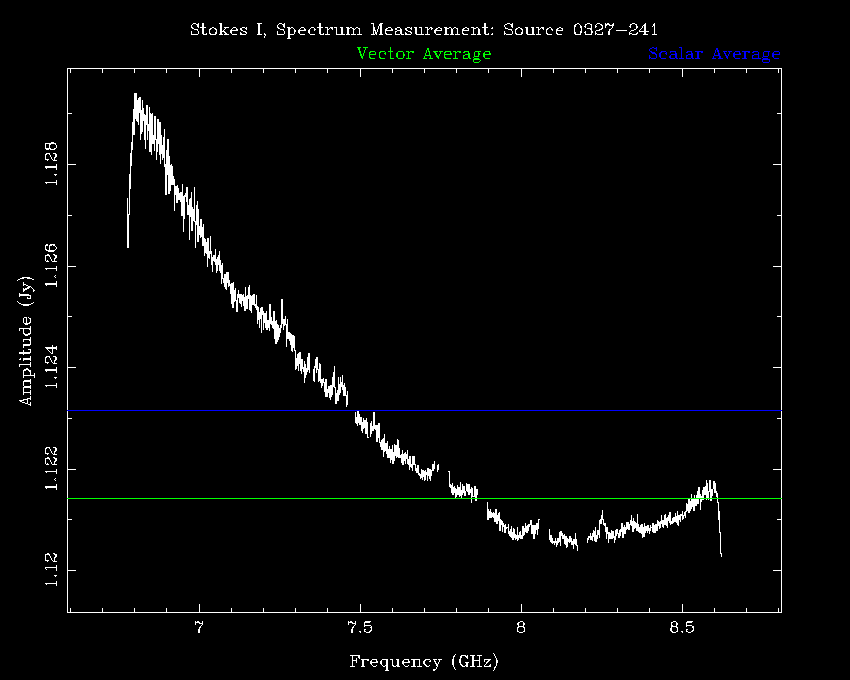 Stokes I, Spectrum Measurement: Source 0327-241
Vector Average
Scalar Average
Amplitude (Jy)
1.128
1.126
1.124
1.122
1.12
7
7.5
8
8.5
Frequency (GHz)